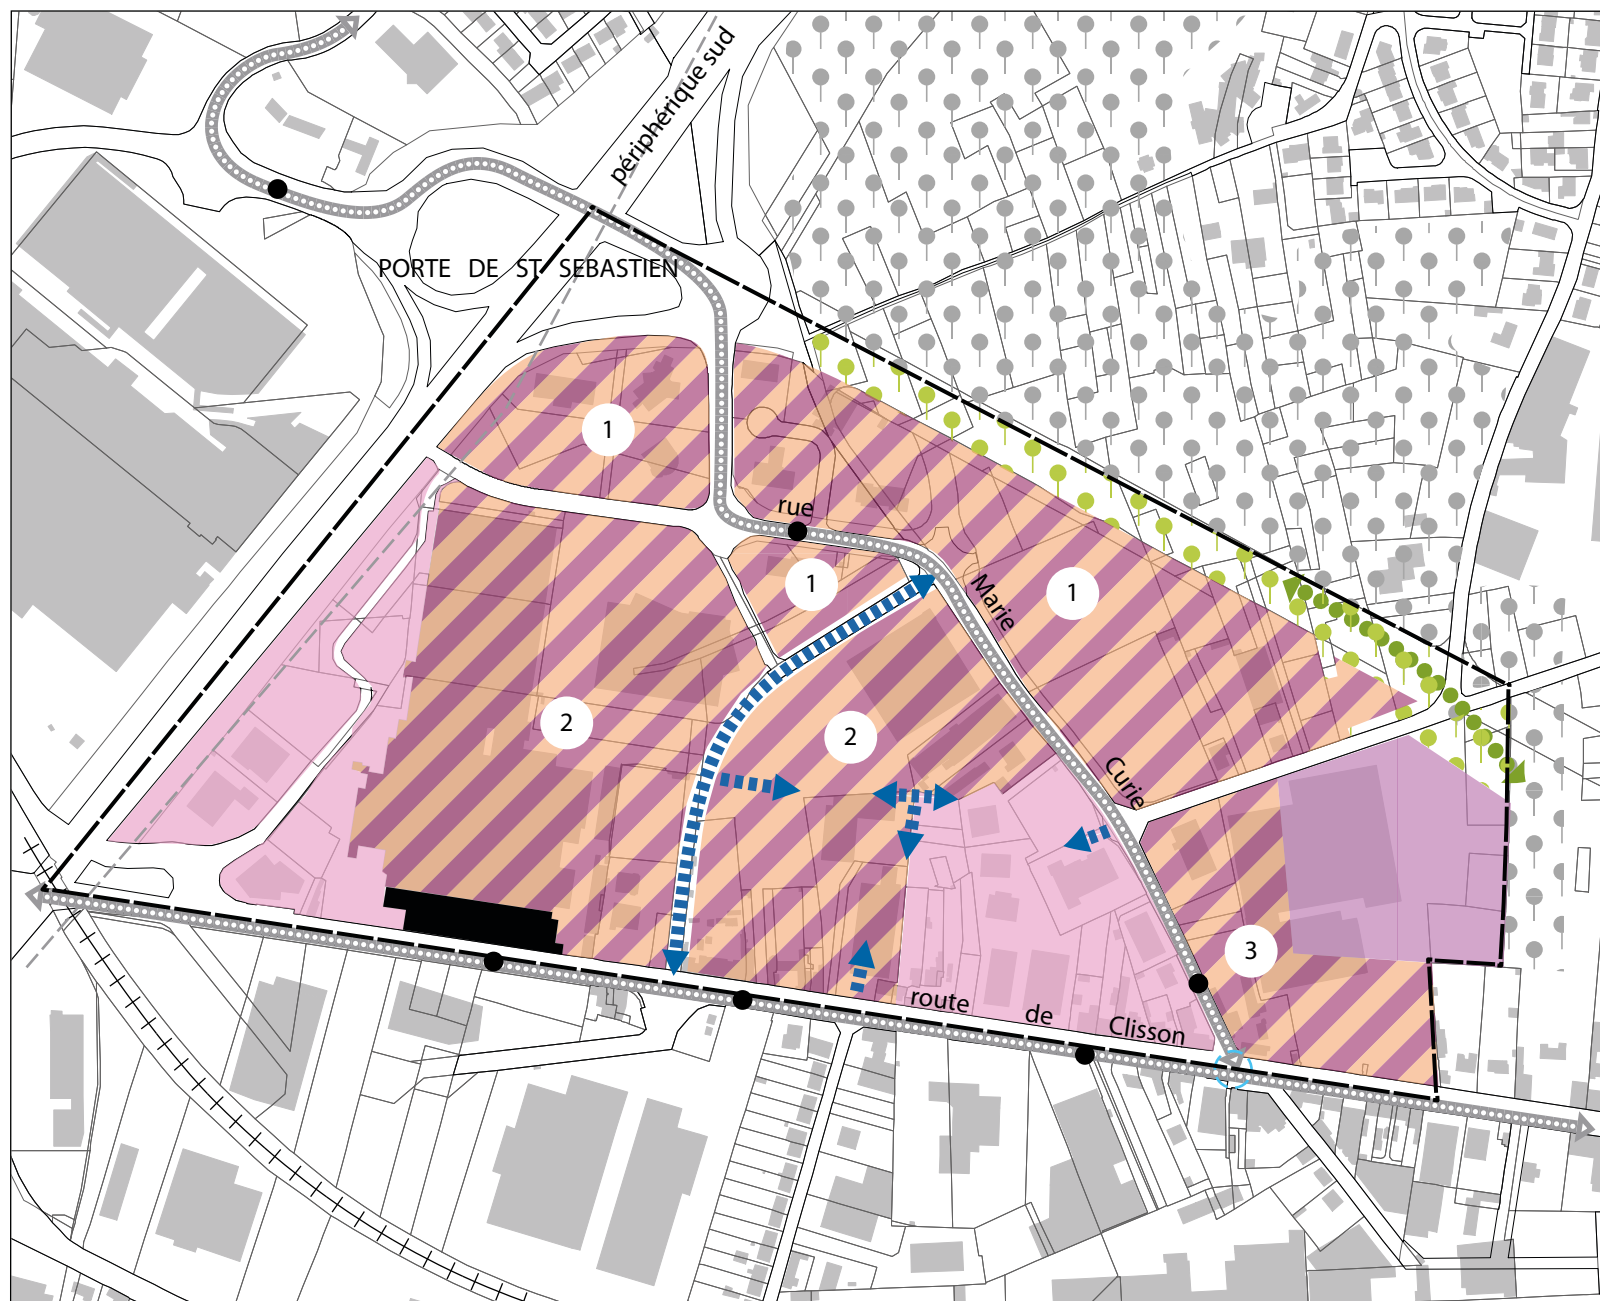 périphérique sud
PORTE DE ST SEBASTIEN
1
rue
1
Marie
1
2
2
Curie
3
route de Clisson